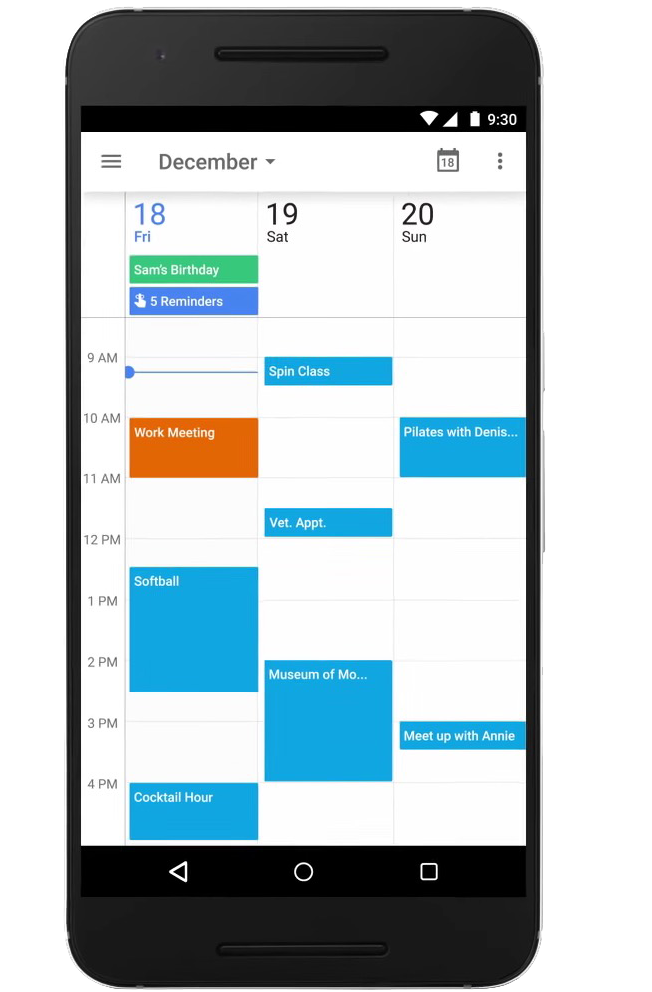 9:30
December
18
18
Fri
19
Sat
20
Sun
Sam's Birthday
5 Reminders
9 AM
Spin Class
10 AM
Work Meeting
Pilates with Denis...
11 AM
Vet. Appt.
12 PM
Softball
1 PM
2 PM
Museum of Mo...
3 PM
Meet up with Annie
4 PM
Cocktail Hour